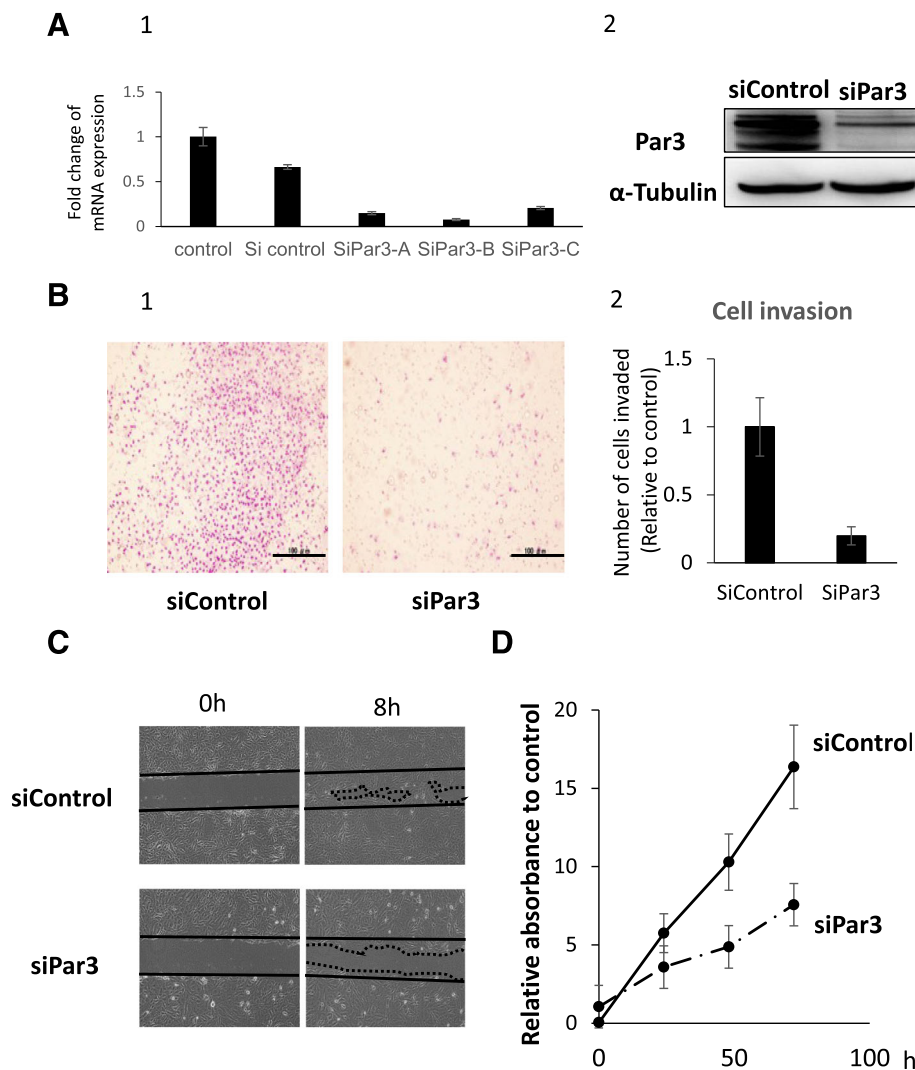 A
1
2
Fold change of
mRNA expression
1.5
1
0.5
0
control Si control SiPar3-A SiPar3-B SiPar3-C
siControl siPar3
Par3
α-Tubulin
B
1
2
siControl
siPar3
Cell invasion
Number of cells invaded
(Relative to control)
1.5
1
0.5
0
SiControl SiPar3
C
0h 8h
siControl
siPar3
D
Relative absorbance to control
20
15
10
5
0
siControl
siPar3
0 50 100 h